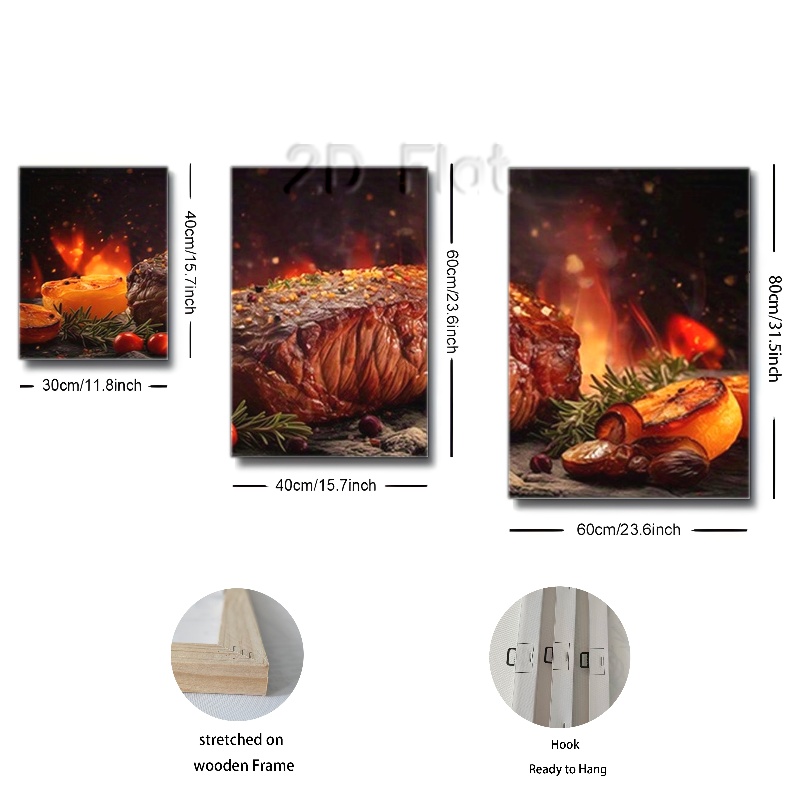 2D Flat
40cm/15.7inch
30cm/11.8inch
60cm/23.6inch
40cm/15.7inch
80cm/31.5inch
60cm/23.6inch
stretched on
wooden Frame
Hook
Ready to Hang